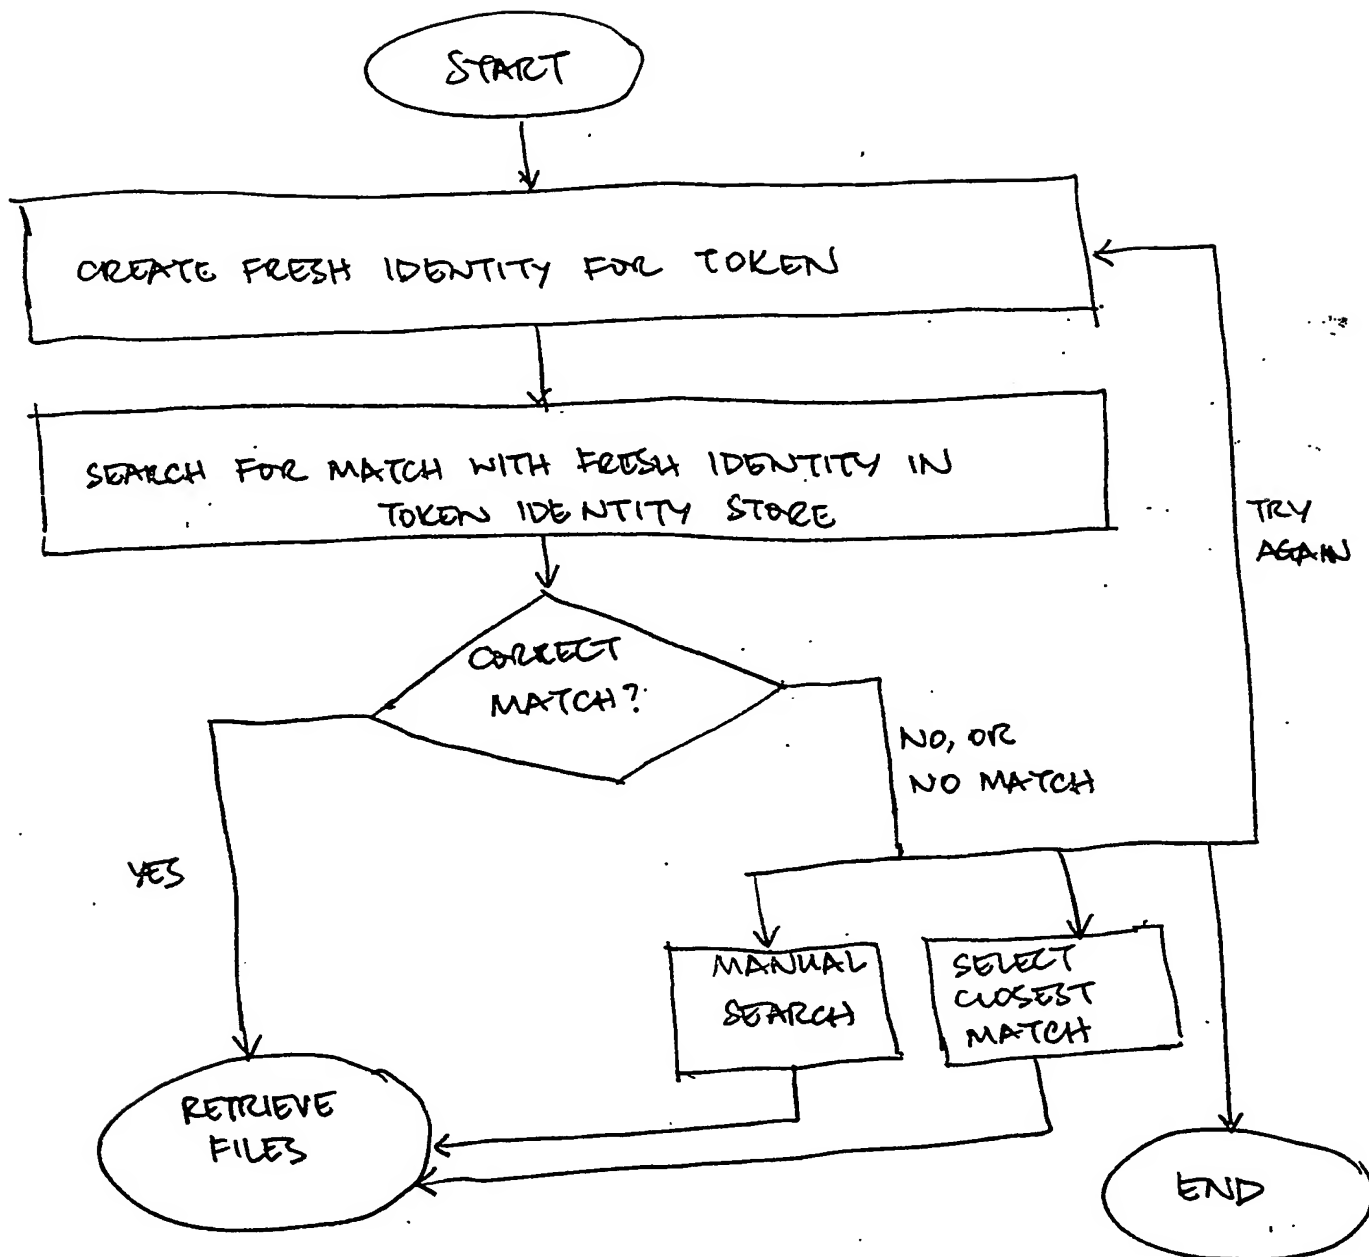 START
CREATE FRESH IDENTITY FOR TOKEN
SEARCH FOR MATCH WITH FRESH IDENTITY IN
TOKEN IDENTITY STORE
TRY
AGAIN
CORRECT
MATCH?
NO, OR
NO MATCH
YES
MANUAL
SEARCH
SELECT
CLOSEST
MATCH
RETRIEVE
FILES
END